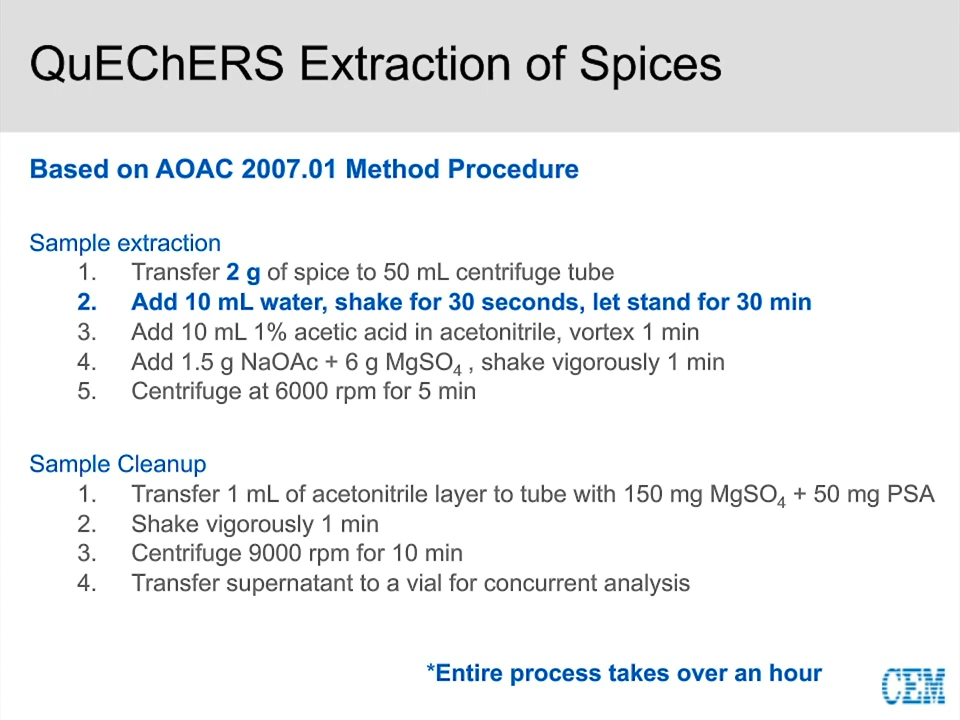 QuEChERS Extraction of Spices
Based on AOAC 2007.01 Method Procedure
Sample extraction
1. Transfer 2 g of spice to 50 mL centrifuge tube
2. Add 10 mL water, shake for 30 seconds, let stand for 30 min
3. Add 10 mL 1% acetic acid in acetonitrile, vortex 1 min
4. Add 1.5 g NaOAc + 6 g MgSO₄ , shake vigorously 1 min
5. Centrifuge at 6000 rpm for 5 min
Sample Cleanup
1. Transfer 1 mL of acetonitrile layer to tube with 150 mg MgSO₄ + 50 mg PSA
2. Shake vigorously 1 min
3. Centrifuge 9000 rpm for 10 min
4. Transfer supernatant to a vial for concurrent analysis
*Entire process takes over an hour
CEM